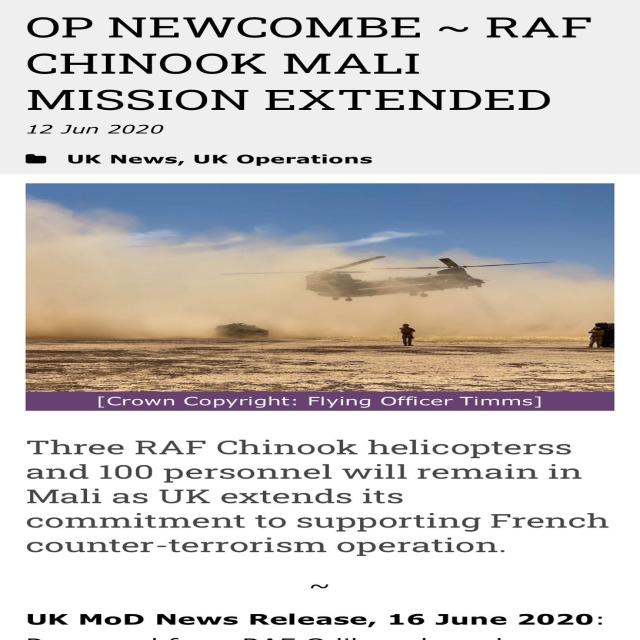 OP NEWCOMBE ~ RAF
CHINOOK MALI
MISSION EXTENDED
12 Jun 2020
UK News, UK Operations
[Crown Copyright: Flying Officer Timms]
Three RAF Chinook helicopterss
and 100 personnel will remain in
Mali as UK extends its
commitment to supporting French
counter-terrorism operation.
~
UK MoD News Release, 16 June 2020: